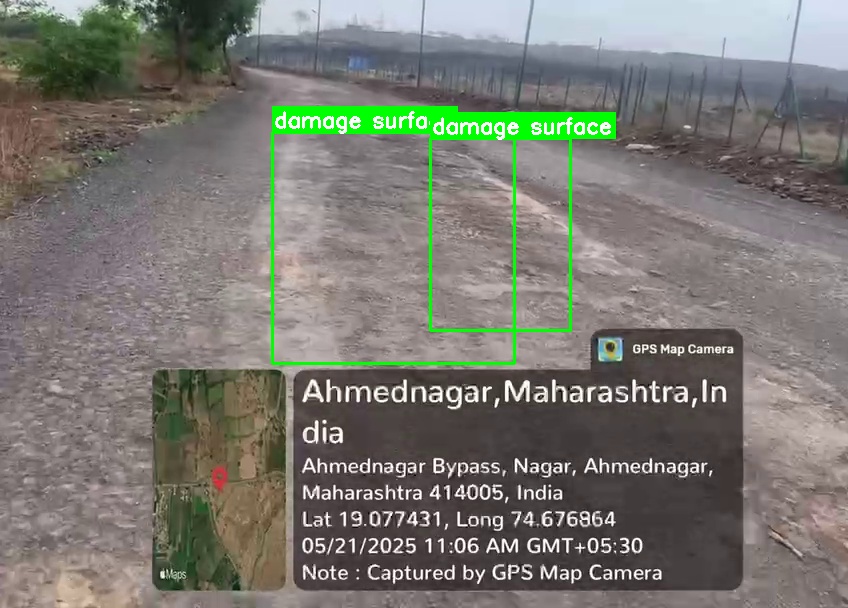 damage surfa
damage surface
GPS Map Camera
Ahmednagar,Maharashtra,In
dia
Ahmednagar Bypass, Nagar, Ahmednagar,
Maharashtra 414005, India
Lat 19.077431, Long 74.676864
05/21/2025 11:06 AM GMT+05:30
Note : Captured by GPS Map Camera
Maps